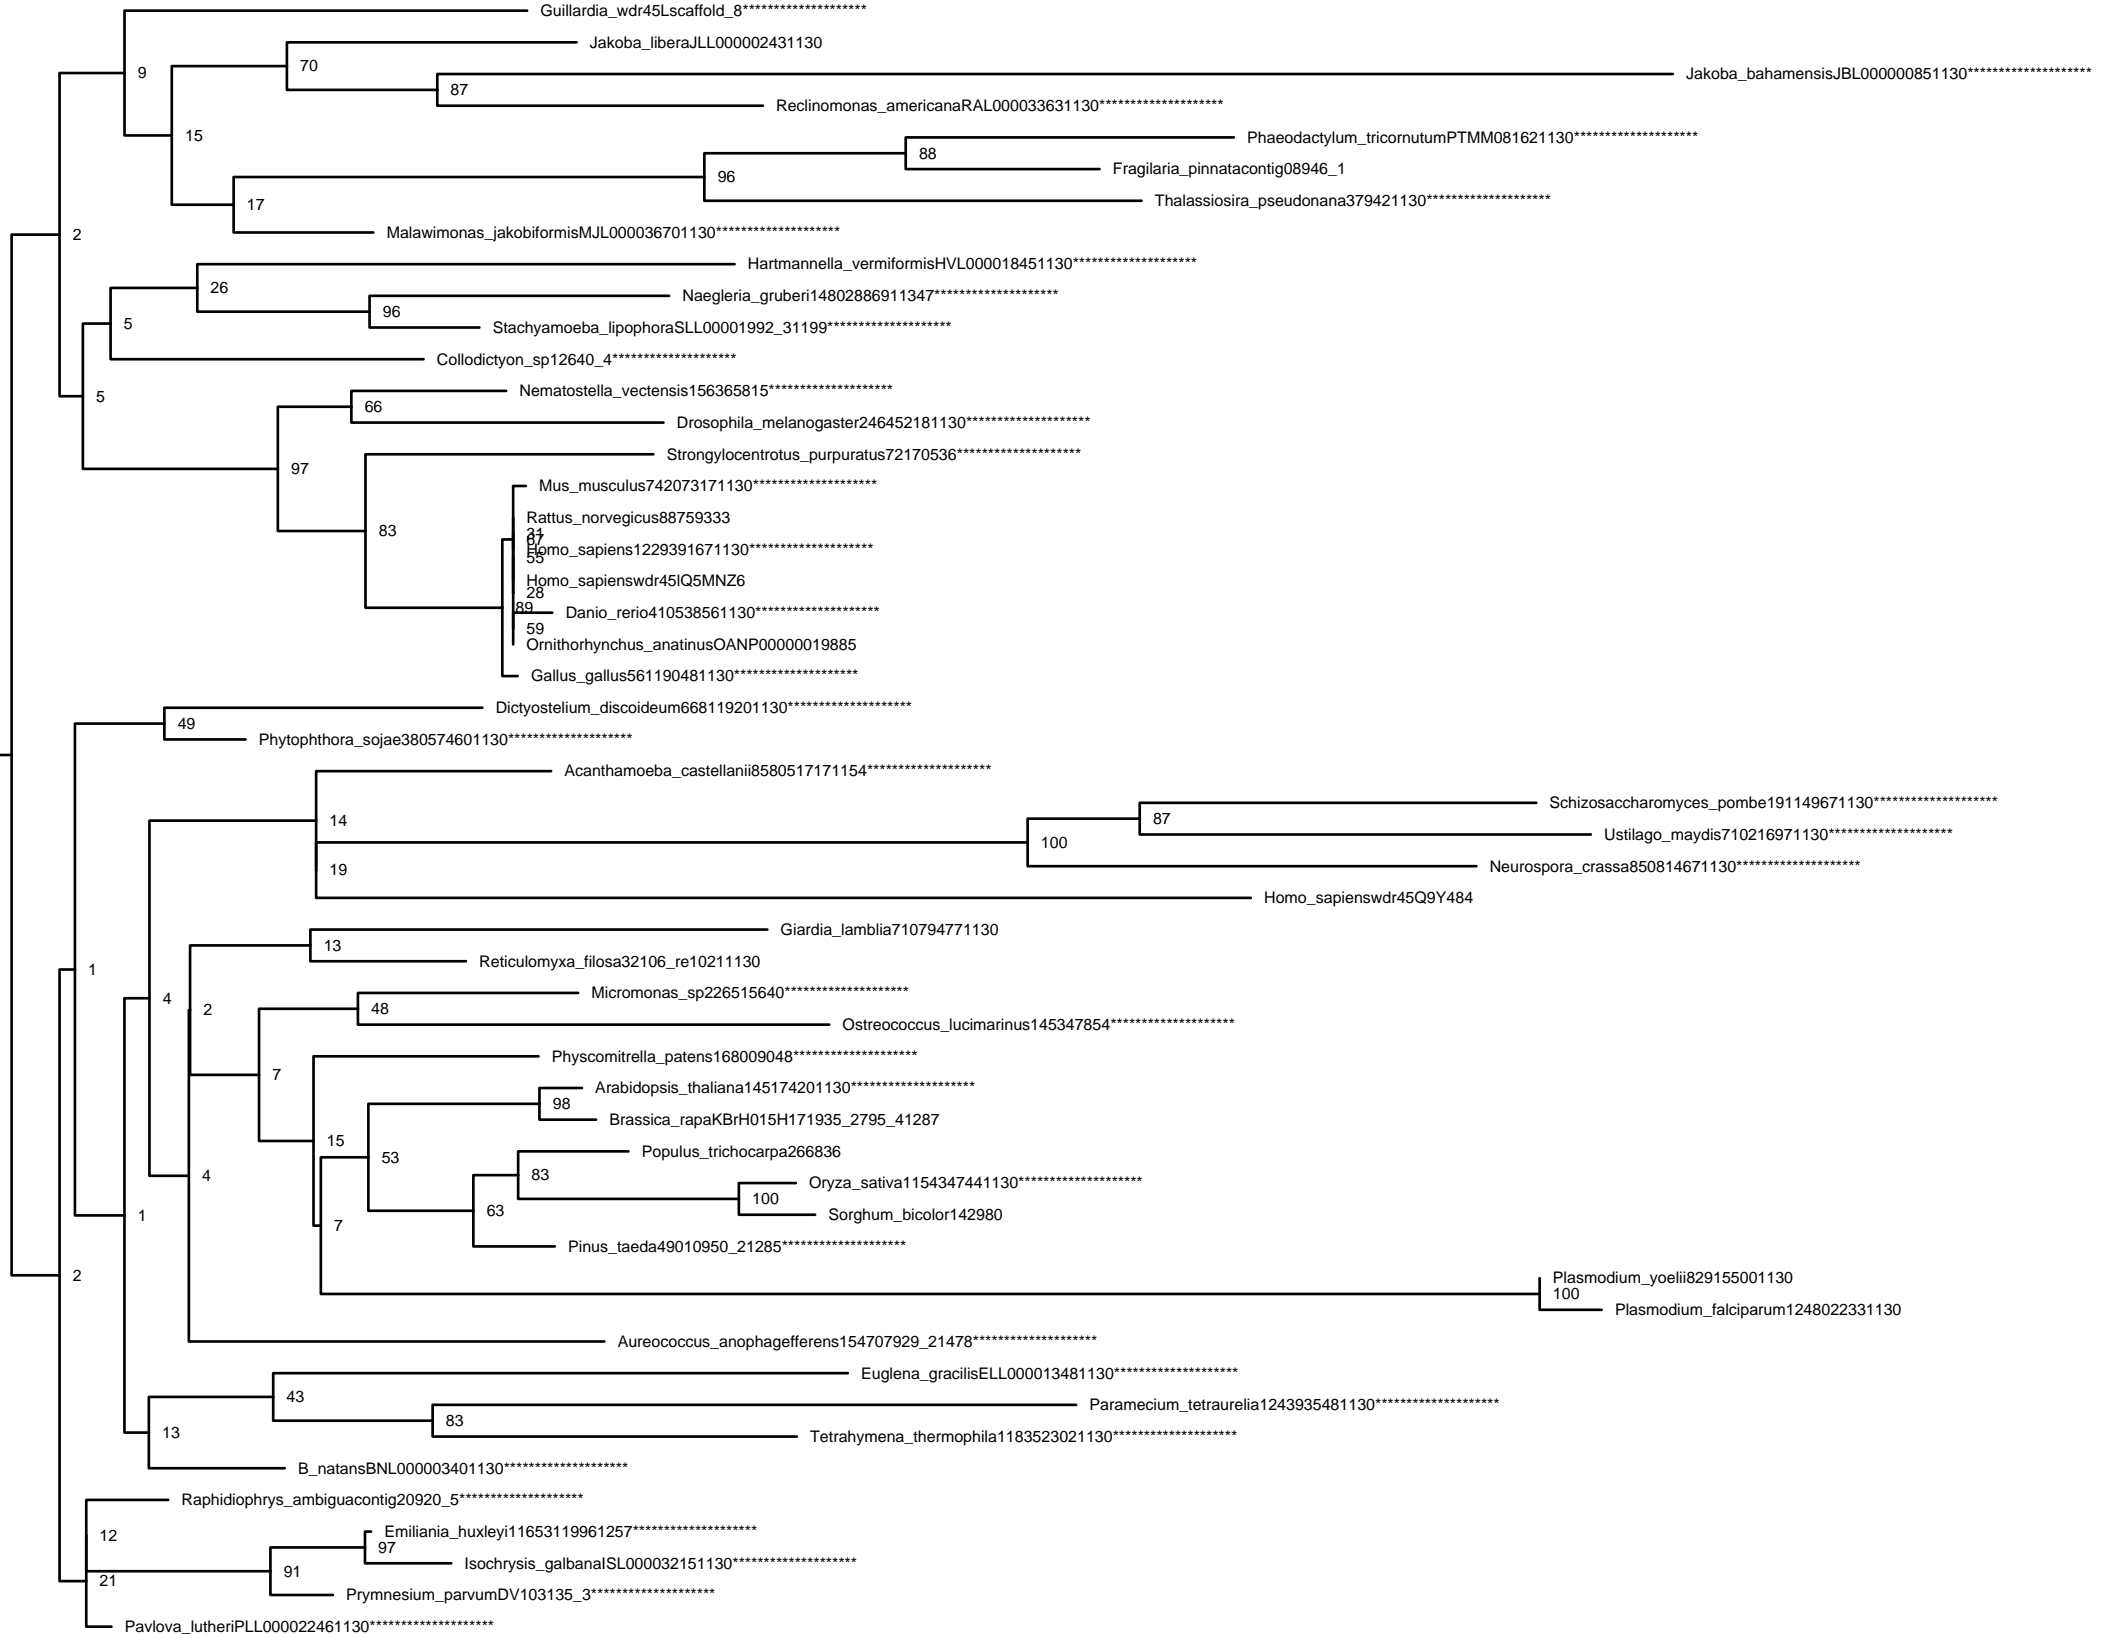 Guillardia_wdr45Lscaffold_8********************
Jakoba_liberaJLL000002431130
70
9
Jakoba_bahamensisJBL000000851130********************
87
Reclinomonas_americanaRAL000033631130********************
15
Phaeodactylum_tricornutumPTMM081621130********************
88
Fragilaria_pinnatacontig08946_1
96
Thalassiosira_pseudonana379421130********************
17
Malawimonas_jakobiformisMJL000036701130********************
2
Hartmannella_vermiformisHVL000018451130********************
26
Naegleria_gruberi14802886911347********************
96
5
Stachyamoeba_lipophoraSLL00001992_31199********************
Collodictyon_sp12640_4********************
Nematostella_vectensis156365815********************
5
66
Drosophila_melanogaster246452181130********************
Strongylocentrotus_purpuratus72170536********************
97
Mus_musculus742073171130********************
Rattus_norvegicus88759333
83
31
67
Homo_sapiens1229391671130********************
55
Homo_sapienswdr45lQ5MNZ6
28
89
Danio_rerio410538561130********************
59
Ornithorhynchus_anatinusOANP00000019885
Gallus_gallus561190481130********************
Dictyostelium_discoideum668119201130********************
49
Phytophthora_sojae380574601130********************
Acanthamoeba_castellanii8580517171154********************
Schizosaccharomyces_pombe191149671130********************
14
87
Ustilago_maydis710216971130********************
100
Neurospora_crassa850814671130********************
19
Homo_sapienswdr45Q9Y484
Giardia_lamblia710794771130
13
Reticulomyxa_filosa32106_re10211130
1
Micromonas_sp226515640********************
4
2
48
Ostreococcus_lucimarinus145347854********************
Physcomitrella_patens168009048********************
7
Arabidopsis_thaliana145174201130********************
98
Brassica_rapaKBrH015H171935_2795_41287
15
Populus_trichocarpa266836
53
4
83
Oryza_sativa1154347441130********************
100
63
Sorghum_bicolor142980
1
7
Pinus_taeda49010950_21285********************
2
Plasmodium_yoelii829155001130
100
Plasmodium_falciparum1248022331130
Aureococcus_anophagefferens154707929_21478********************
Euglena_gracilisELL000013481130********************
43
Paramecium_tetraurelia1243935481130********************
83
13
Tetrahymena_thermophila1183523021130********************
B_natansBNL000003401130********************
Raphidiophrys_ambiguacontig20920_5********************
12
Emiliania_huxleyi11653119961257********************
97
Isochrysis_galbanaISL000032151130********************
91
21
Prymnesium_parvumDV103135_3********************
Pavlova_lutheriPLL000022461130********************